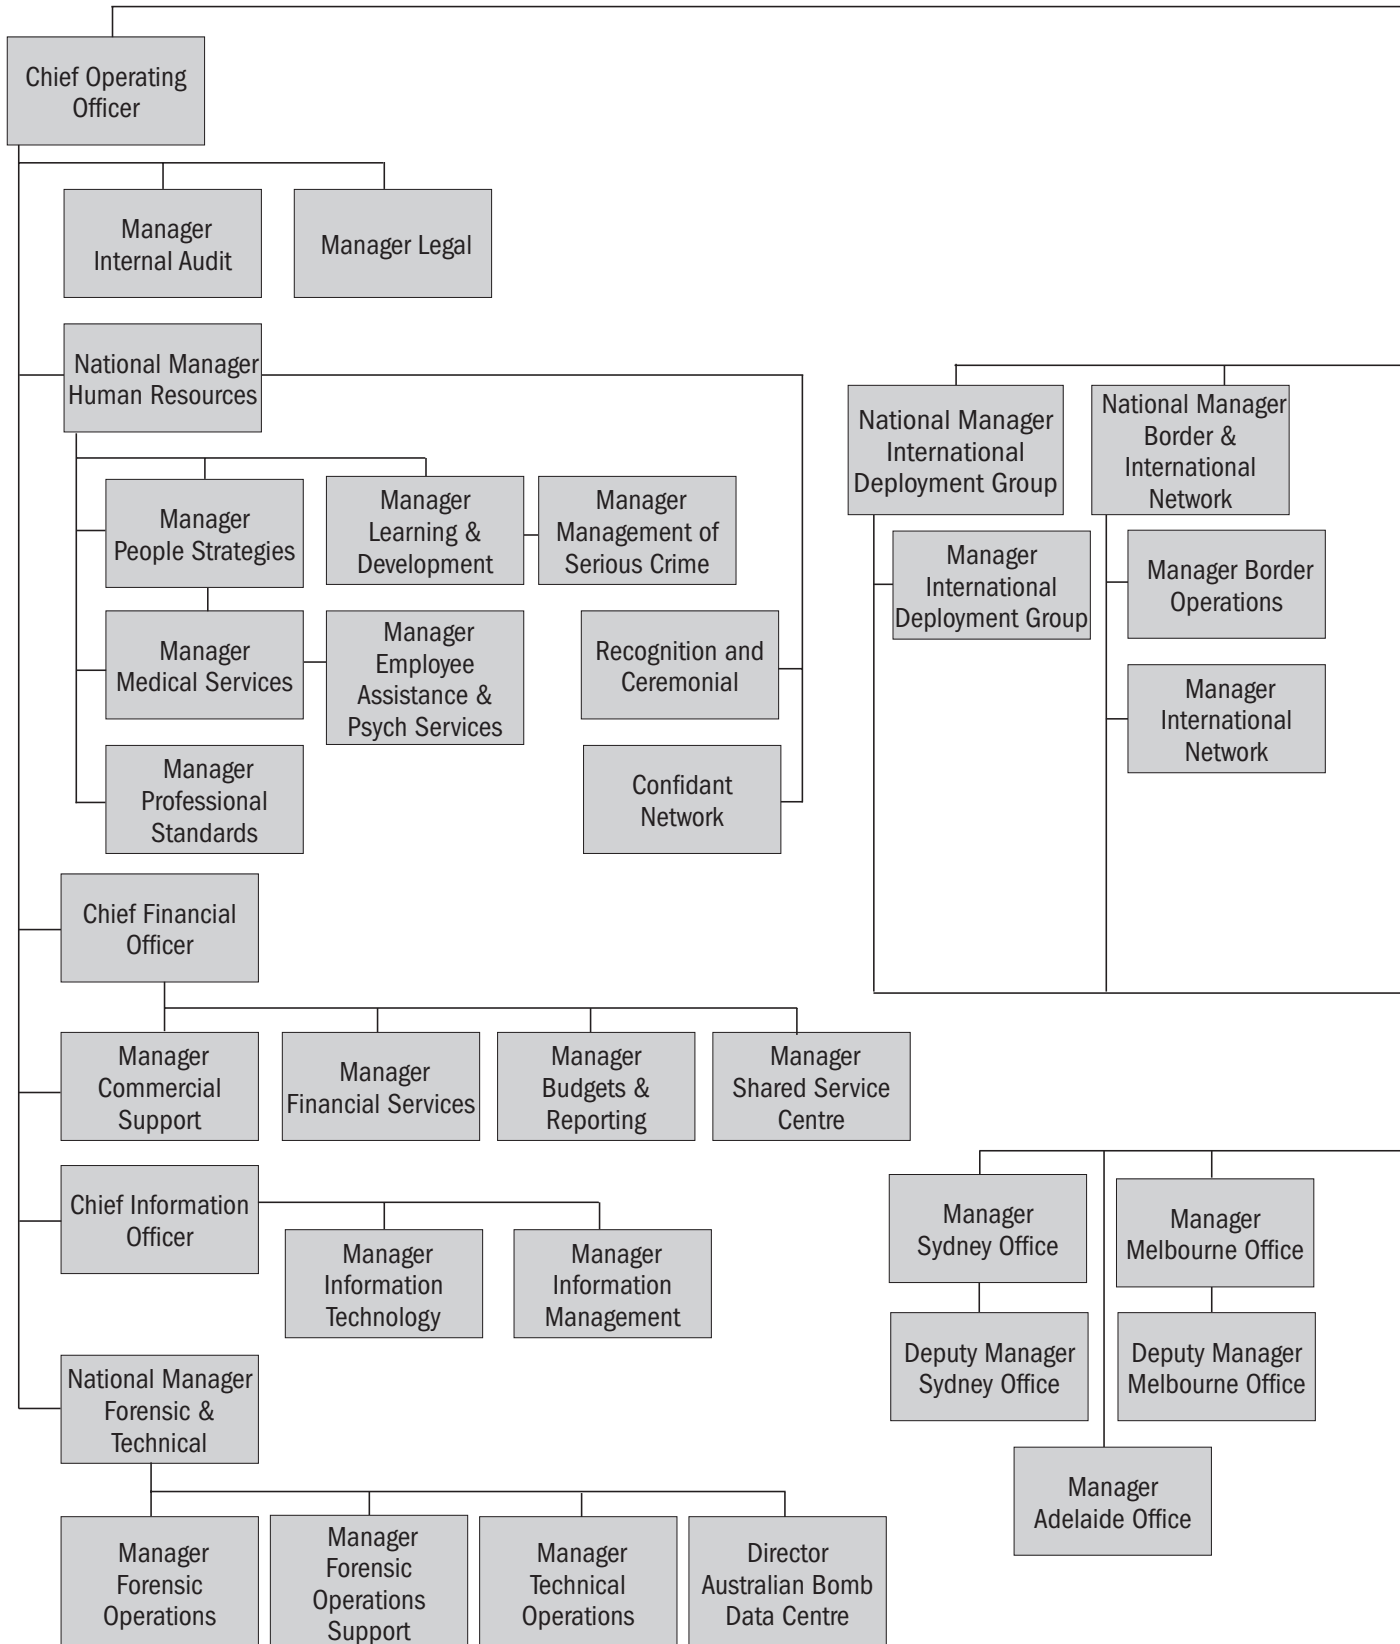 Chief Operating
Officer
Manager
Internal Audit
Manager Legal
National Manager
Human Resources
Manager
People Strategies
Manager
Learning &
Development
Manager
Management of
Serious Crime
Manager
Medical Services
Manager
Employee
Assistance &
Psych Services
Recognition and
Ceremonial
Manager
Professional
Standards
Confidant
Network
National Manager
International
Deployment Group
National Manager
Border &
International
Network
Manager
International
Deployment Group
Manager Border
Operations
Manager
International
Network
Chief Financial
Officer
Manager
Commercial
Support
Manager
Financial Services
Manager
Budgets &
Reporting
Manager
Shared Service
Centre
Chief Information
Officer
Manager
Information
Technology
Manager
Information
Management
Manager
Sydney Office
Manager
Melbourne Office
Deputy Manager
Sydney Office
Deputy Manager
Melbourne Office
Manager
Adelaide Office
National Manager
Forensic &
Technical
Manager
Forensic
Operations
Manager
Forensic
Operations
Support
Manager
Technical
Operations
Director
Australian Bomb
Data Centre